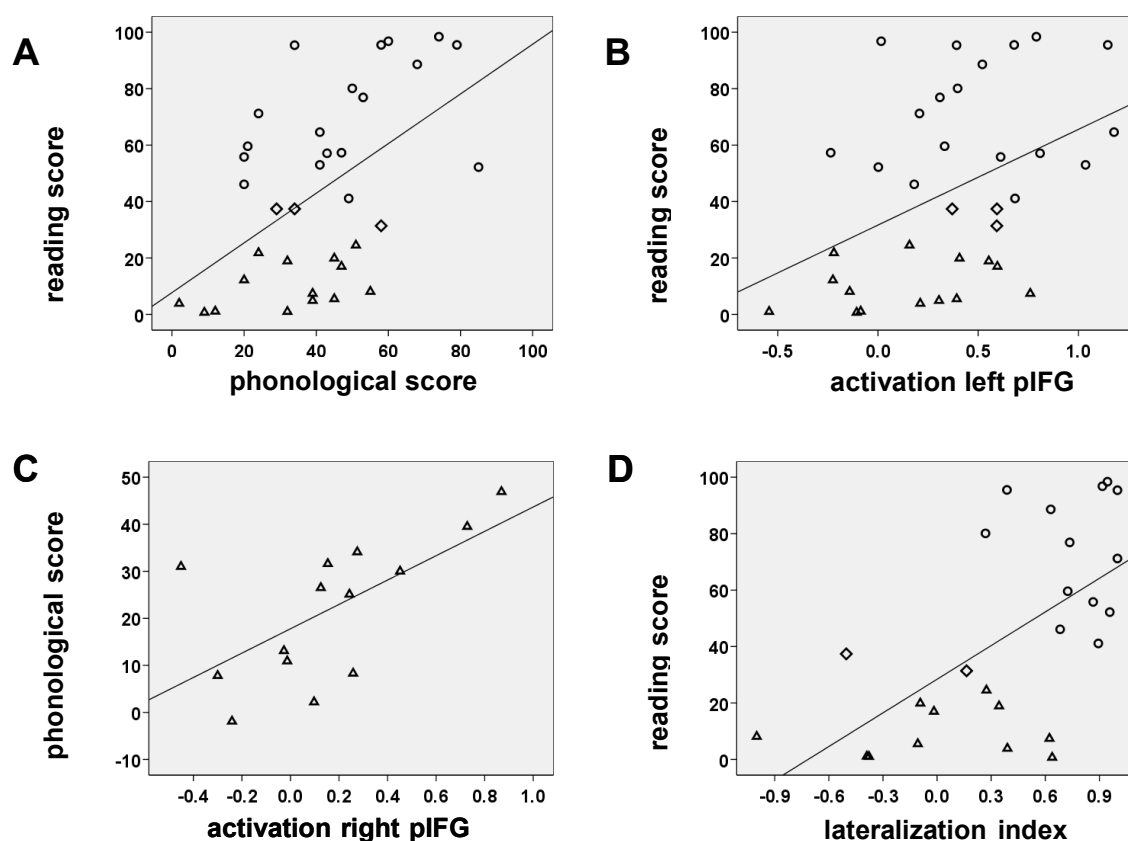 A
reading score
100
80
60
40
20
0
0 20 40 60 80 100
phonological score
B
reading score
100
80
60
40
20
0
-0.5 0.0 0.5 1.0
activation left pIFG
C
phonological score
50
40
30
20
10
0
-10
-0.4 -0.2 0.0 0.2 0.4 0.6 0.8 1.0
activation right pIFG
D
reading score
100
80
60
40
20
0
-0.9 -0.6 -0.3 0.0 0.3 0.6 0.9
lateralization index